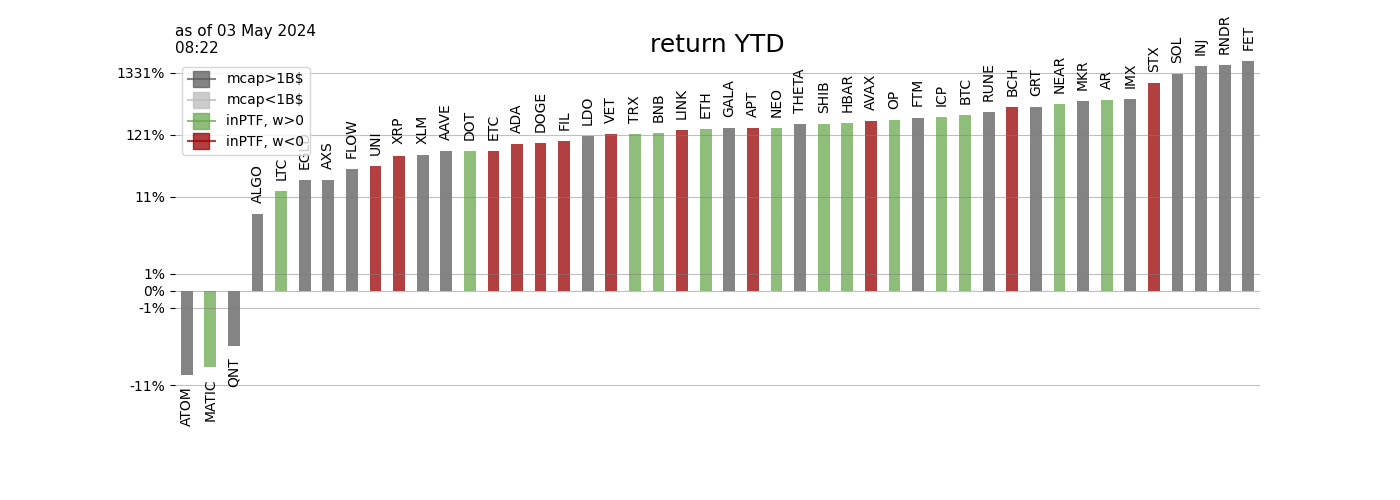 as of 03 May 2024
08:22
return YTD
mcap>1B$
mcap<1B$
inPTF, w>0
inPTF, w<0
1331%
121%
11%
1%
0%
-1%
-11%
ATOM
MATIC
QNT
ALGO
LTC
AXS
FLOW
UNI
XRP
XLM
AAVE
DOT
ETC
ADA
DOGE
FIL
LDO
VET
TRX
BNB
LINK
ETH
GALA
APT
NEO
THETA
SHIB
HBAR
AVAX
OP
FTM
ICP
BTC
RUNE
BCH
GRT
NEAR
MKR
AR
IMX
STX
SOL
INJ
RNDR
FET